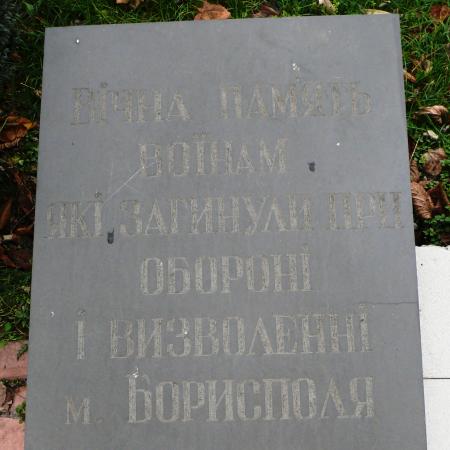 ВІЧНА ПАМ'ЯТЬ
ВОЇНАМ
ЯКІ ЗАГИНУЛИ ПРИ
ОБОРОНІ
І ВИЗВОЛЕННІ
м. БОРИСПОЛЯ